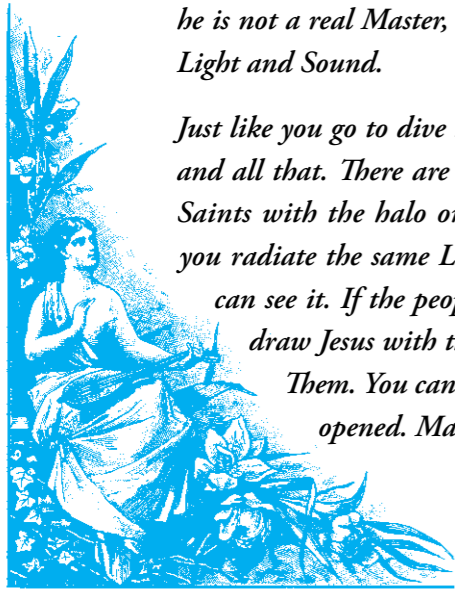 he is not a real Master,
Light and Sound.
Just like you go to dive
and all that. There are
Saints with the halo
you radiate the same
can see it. If the
draw Jesus with
Them. You can
opened.